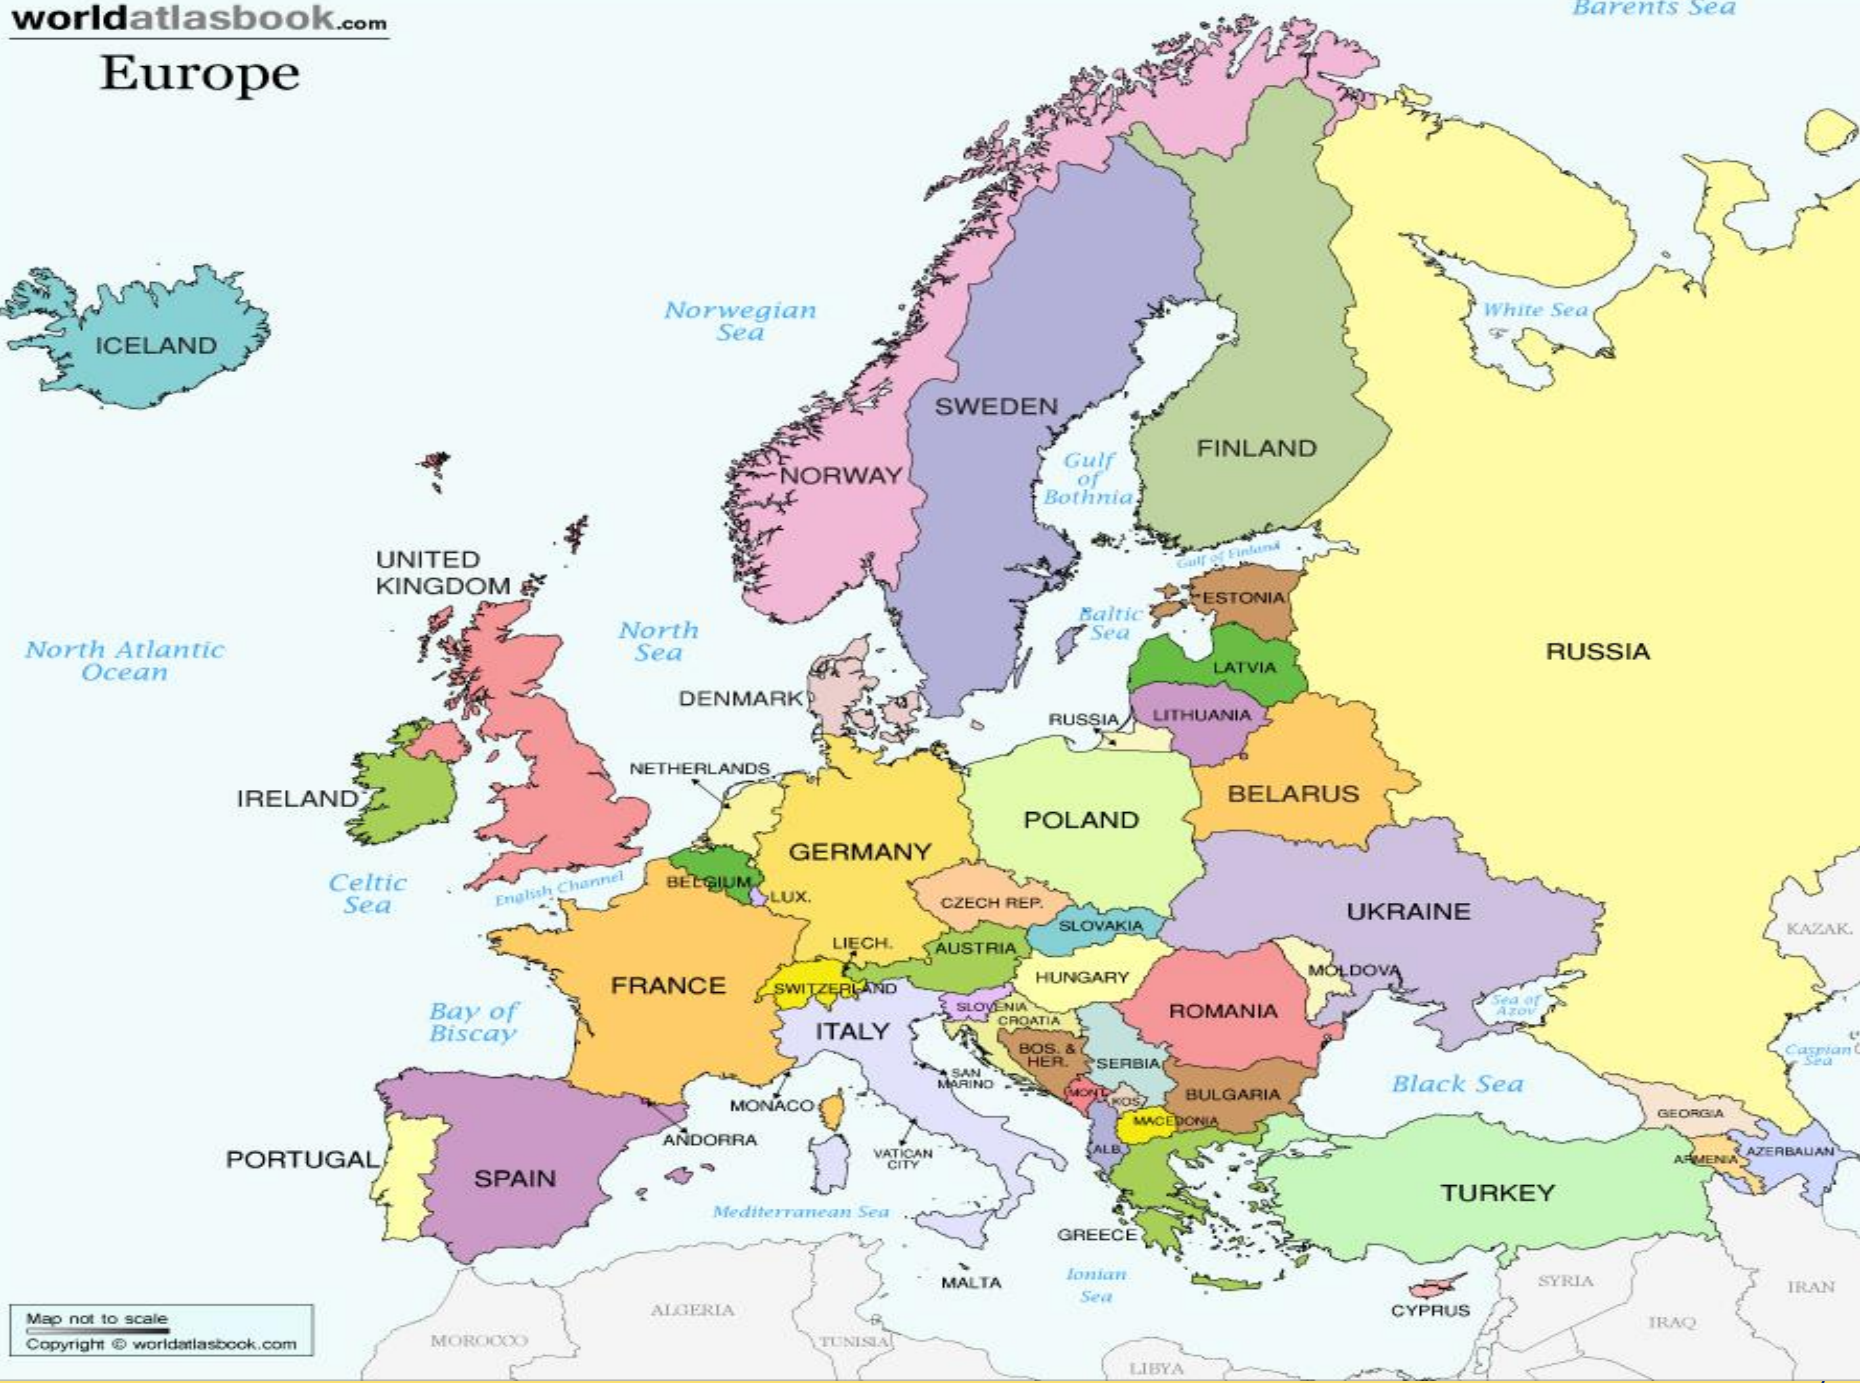 worldatlasbook.com
Europe
Barents Sea
ICELAND
Norwegian
Sea
White Sea
SWEDEN
FINLAND
NORWAY
Gulf
of
Bothnia
UNITED
KINGDOM
Gulf of Finland
ESTONIA
Baltic
Sea
North
Sea
North Atlantic
Ocean
RUSSIA
LATVIA
DENMARK
LITHUANIA
RUSSIA
NETHERLANDS
IRELAND
BELARUS
POLAND
GERMANY
Celtic
Sea
English Channel
BELGIUM
LUX.
CZECH REP.
UKRAINE
SLOVAKIA
KAZAK.
LIECH.
AUSTRIA
FRANCE
SWITZERLAND
HUNGARY
MOLDOVA
Bay of
Biscay
SLOVENIA
CROATIA
ROMANIA
Sea of
Azov
ITALY
BOS. &
HER.
SERBIA
Caspian
Sea
SAN
MARINO
MONACO
MONT.
KOS.
BULGARIA
Black Sea
GEORGIA
ANDORRA
MACEDONIA
PORTUGAL
SPAIN
VATICAN
CITY
ALB.
ARMENIA
AZERBAIJAN
TURKEY
Mediterranean Sea
GREECE
MALTA
Ionian
Sea
CYPRUS
SYRIA
IRAN
ALGERIA
IRAQ
MOROCCO
TUNISIA
LIBYA
Map not to scale
Copyright © worldatlasbook.com